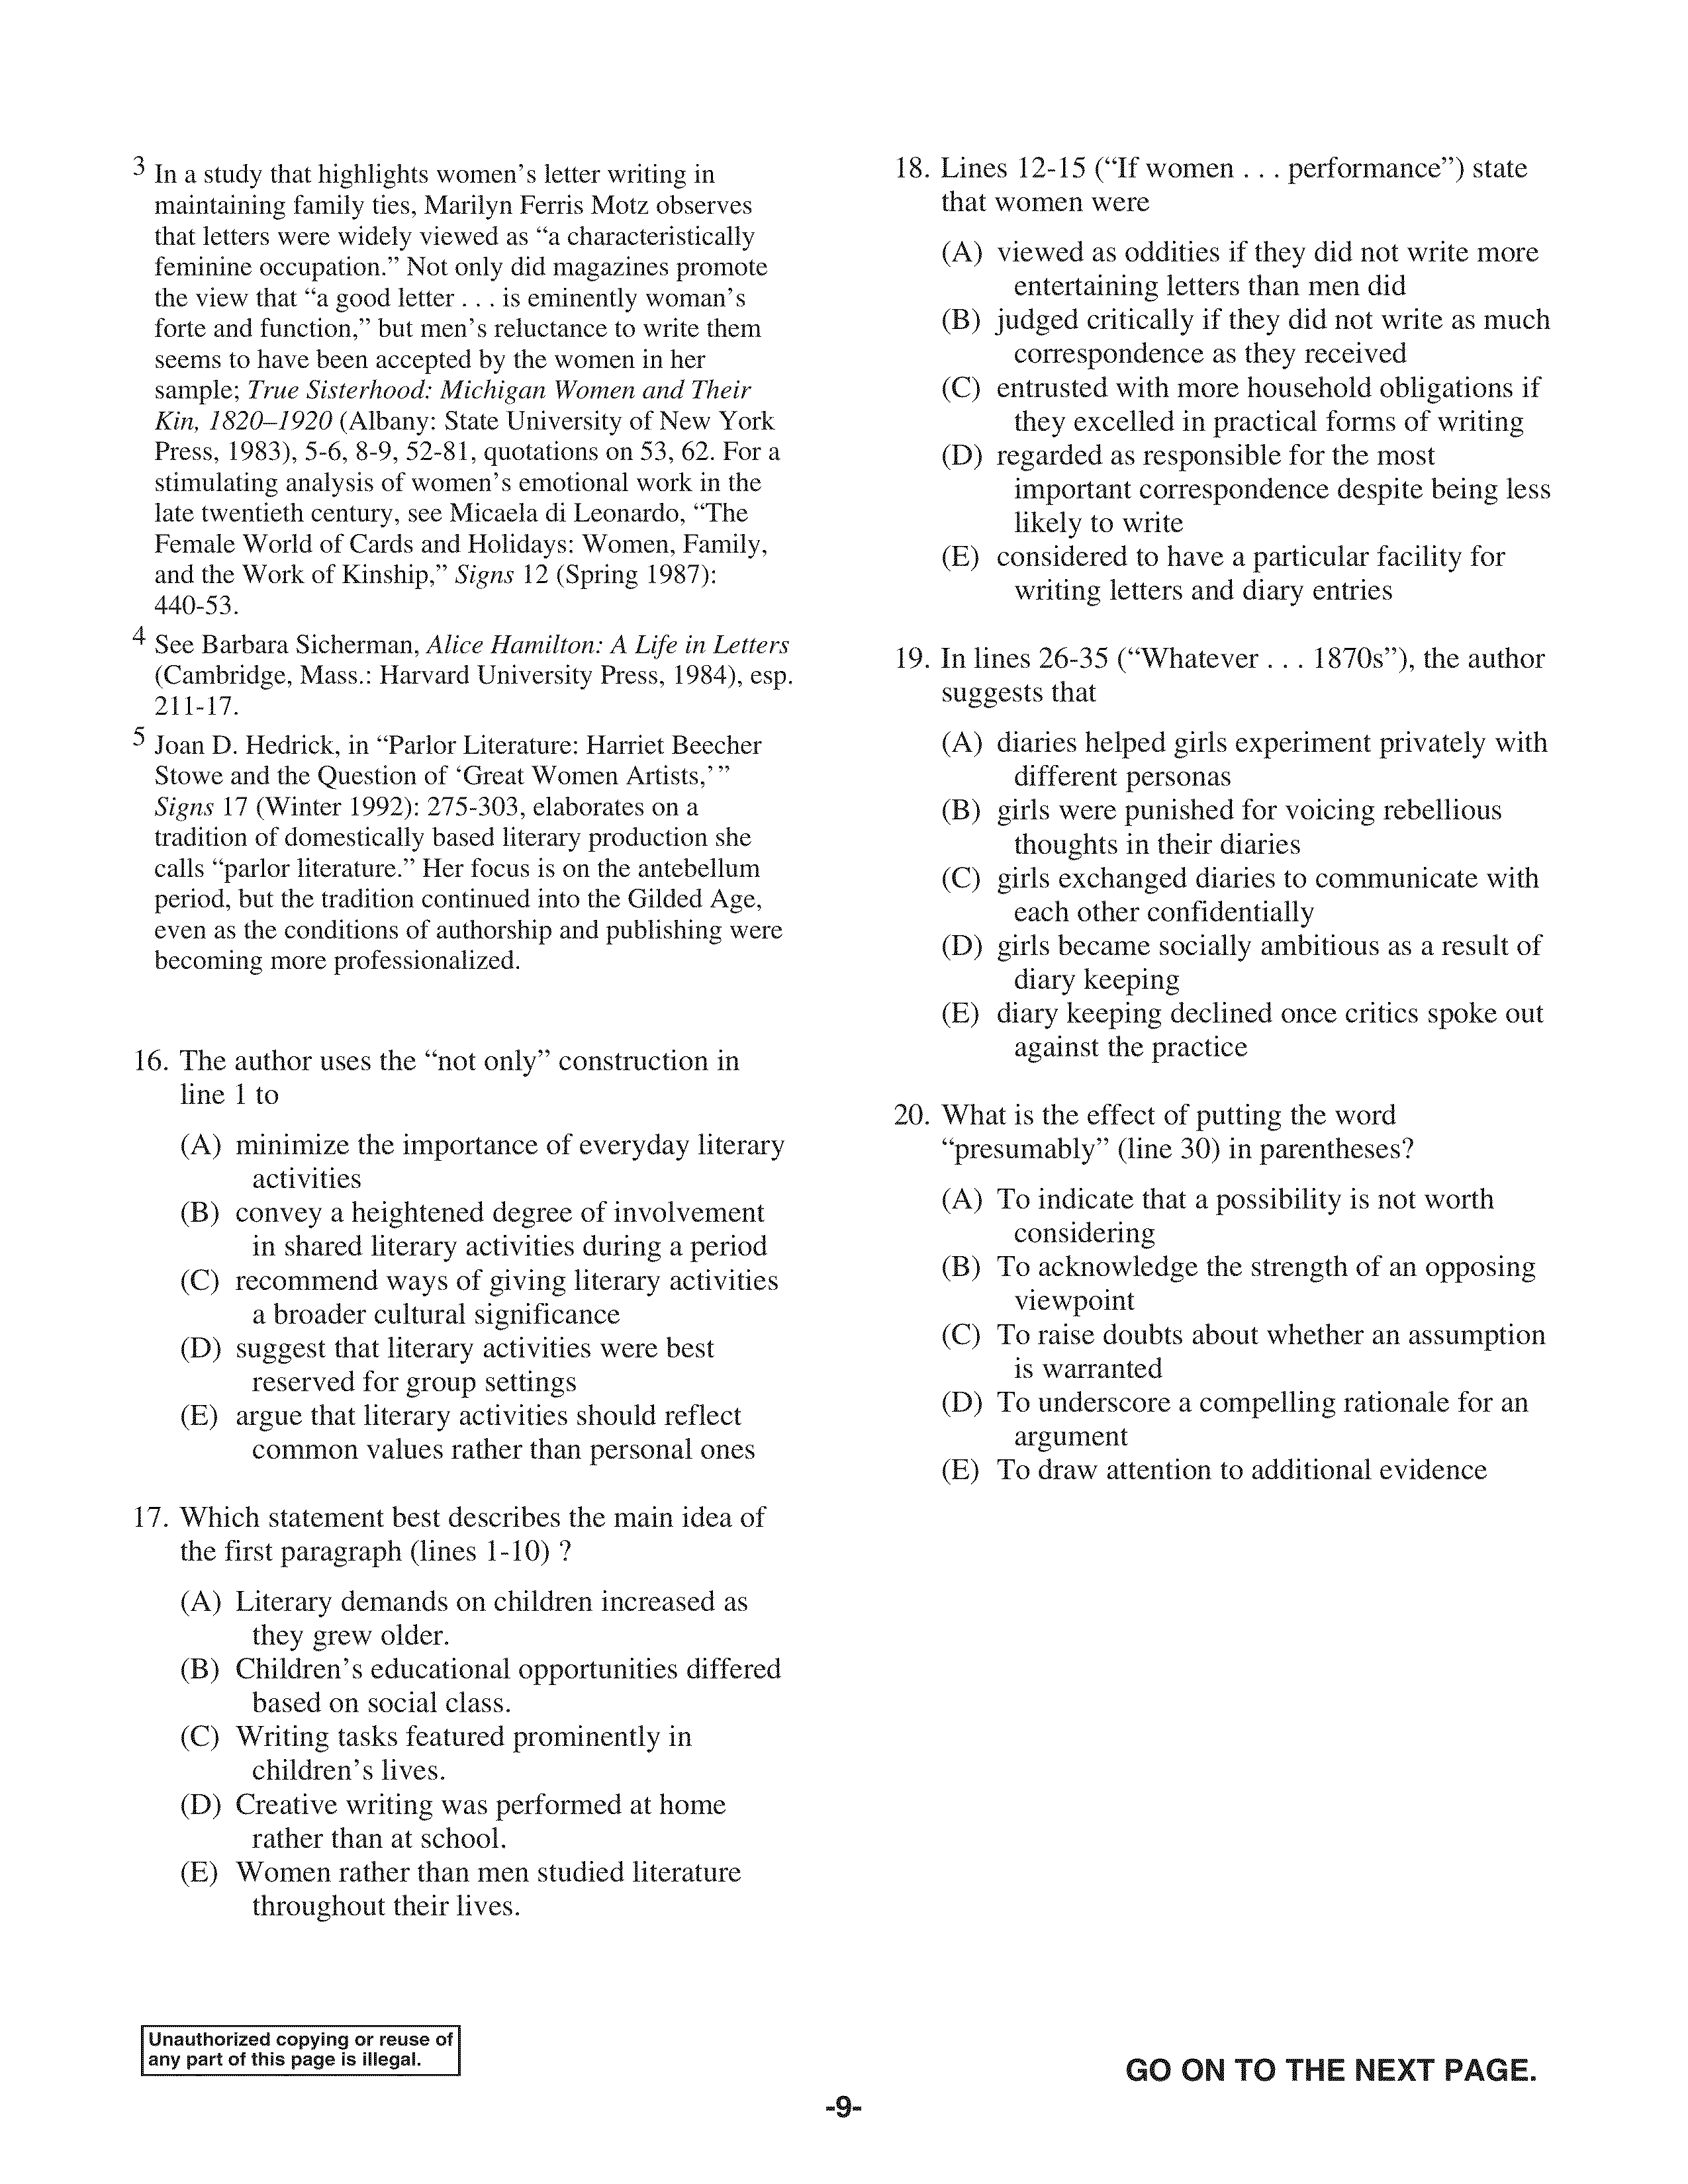 3 In a study that highlights women's letter writing in
maintaining family ties, Marilyn Ferris Motz observes
that letters were widely viewed as “a characteristically
feminine occupation.” Not only did magazines promote
the view that “a good letter . . . is eminently woman's
forte and function,” but men's reluctance to write them
seems to have been accepted by the women in her
sample; True Sisterhood: Michigan Women and Their
Kin, 1820–1920 (Albany: State University of New York
Press, 1983), 5-6, 8-9, 52-81, quotations on 53, 62. For a
stimulating analysis of women's emotional work in the
late twentieth century, see Micaela di Leonardo, “The
Female World of Cards and Holidays: Women, Family,
and the Work of Kinship,” Signs 12 (Spring 1987):
440-53.
4 See Barbara Sicherman, Alice Hamilton: A Life in Letters
(Cambridge, Mass.: Harvard University Press, 1984), esp.
211-17.
5 Joan D. Hedrick, in “Parlor Literature: Harriet Beecher
Stowe and the Question of ‘Great Women Artists,’ ”
Signs 17 (Winter 1992): 275-303, elaborates on a
tradition of domestically based literary production she
calls “parlor literature.” Her focus is on the antebellum
period, but the tradition continued into the Gilded Age,
even as the conditions of authorship and publishing were
becoming more professionalized.
16. The author uses the “not only” construction in
line 1 to
(A) minimize the importance of everyday literary
activities
(B) convey a heightened degree of involvement
in shared literary activities during a period
(C) recommend ways of giving literary activities
a broader cultural significance
(D) suggest that literary activities were best
reserved for group settings
(E) argue that literary activities should reflect
common values rather than personal ones
17. Which statement best describes the main idea of
the first paragraph (lines 1-10) ?
(A) Literary demands on children increased as
they grew older.
(B) Children's educational opportunities differed
based on social class.
(C) Writing tasks featured prominently in
children's lives.
(D) Creative writing was performed at home
rather than at school.
(E) Women rather than men studied literature
throughout their lives.
18. Lines 12-15 (“If women . . . performance”) state
that women were
(A) viewed as oddities if they did not write more
entertaining letters than men did
(B) judged critically if they did not write as much
correspondence as they received
(C) entrusted with more household obligations if
they excelled in practical forms of writing
(D) regarded as responsible for the most
important correspondence despite being less
likely to write
(E) considered to have a particular facility for
writing letters and diary entries
19. In lines 26-35 (“Whatever . . . 1870s”), the author
suggests that
(A) diaries helped girls experiment privately with
different personas
(B) girls were punished for voicing rebellious
thoughts in their diaries
(C) girls exchanged diaries to communicate with
each other confidentially
(D) girls became socially ambitious as a result of
diary keeping
(E) diary keeping declined once critics spoke out
against the practice
20. What is the effect of putting the word
“presumably” (line 30) in parentheses?
(A) To indicate that a possibility is not worth
considering
(B) To acknowledge the strength of an opposing
viewpoint
(C) To raise doubts about whether an assumption
is warranted
(D) To underscore a compelling rationale for an
argument
(E) To draw attention to additional evidence
Unauthorized copying or reuse of
any part of this page is illegal.
GO ON TO THE NEXT PAGE.
-9-